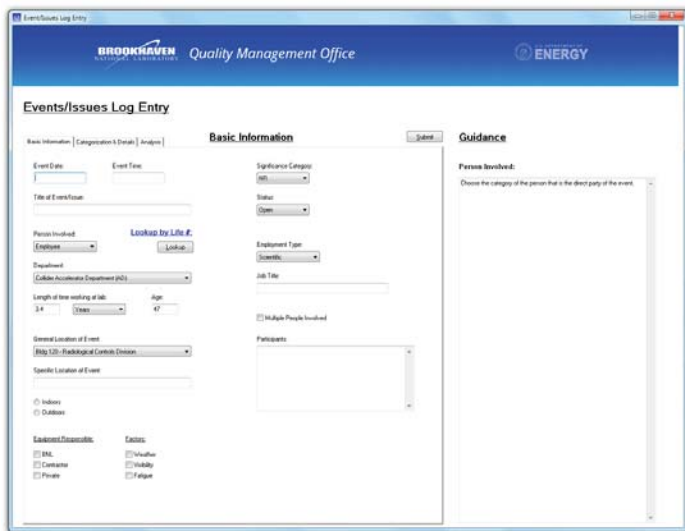 Events/Issues Log Entry
BROOKHAVEN
NATIONAL LABORATORY
Quality Management Office
U.S. DEPARTMENT OF
ENERGY
Events/Issues Log Entry
Basic Information
Submit
Guidance
Basic Information
Categorization & Details
Analysis
Event Date:
Event Time:
Significance Category:
Person Involved:
Choose the category of the person that is the direct party of the event.
Title of Event/Issue:
Status:
Open
Person Involved:
Lookup by Life #:
Employee
Lookup
Employment Type:
Scientific
Department:
Collider Accelerator Department (AD)
Job Title:
Length of time working at lab:
Age:
3.4
Years
47
Multiple People Involved
General Location of Event:
Participants:
Bldg 120 - Radiological Controls Division
Specific Location of Event:
Indoors
Outdoors
Equipment Responsible:
Factors:
BNL
Weather
Contractor
Visibility
Private
Fatigue